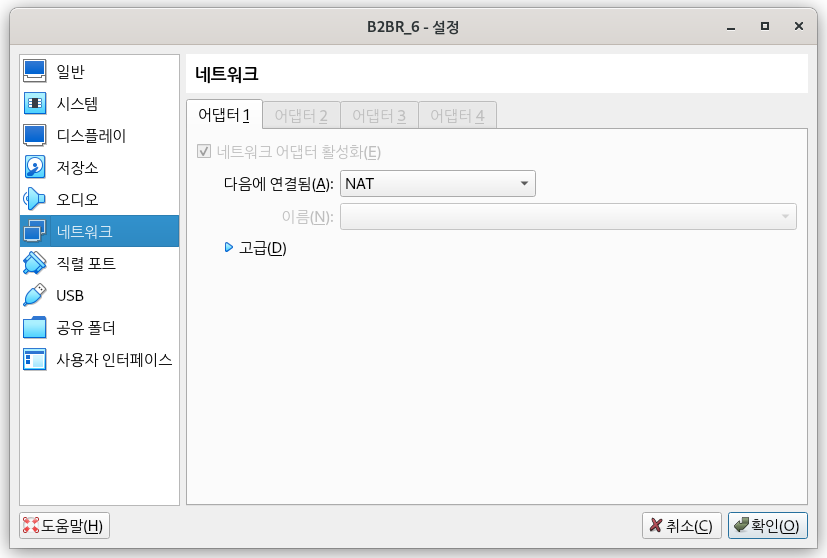 B2BR_6 - 설정
일반
시스템
디스플레이
저장소
오디오
네트워크
직렬 포트
USB
공유 폴더
사용자 인터페이스
네트워크
어댑터 1 어댑터 2 어댑터 3 어댑터 4
네트워크 어댑터 활성화(E)
다음에 연결됨(A): NAT
이름(N):
고급(D)
도움말(H) 취소(C) 확인(O)